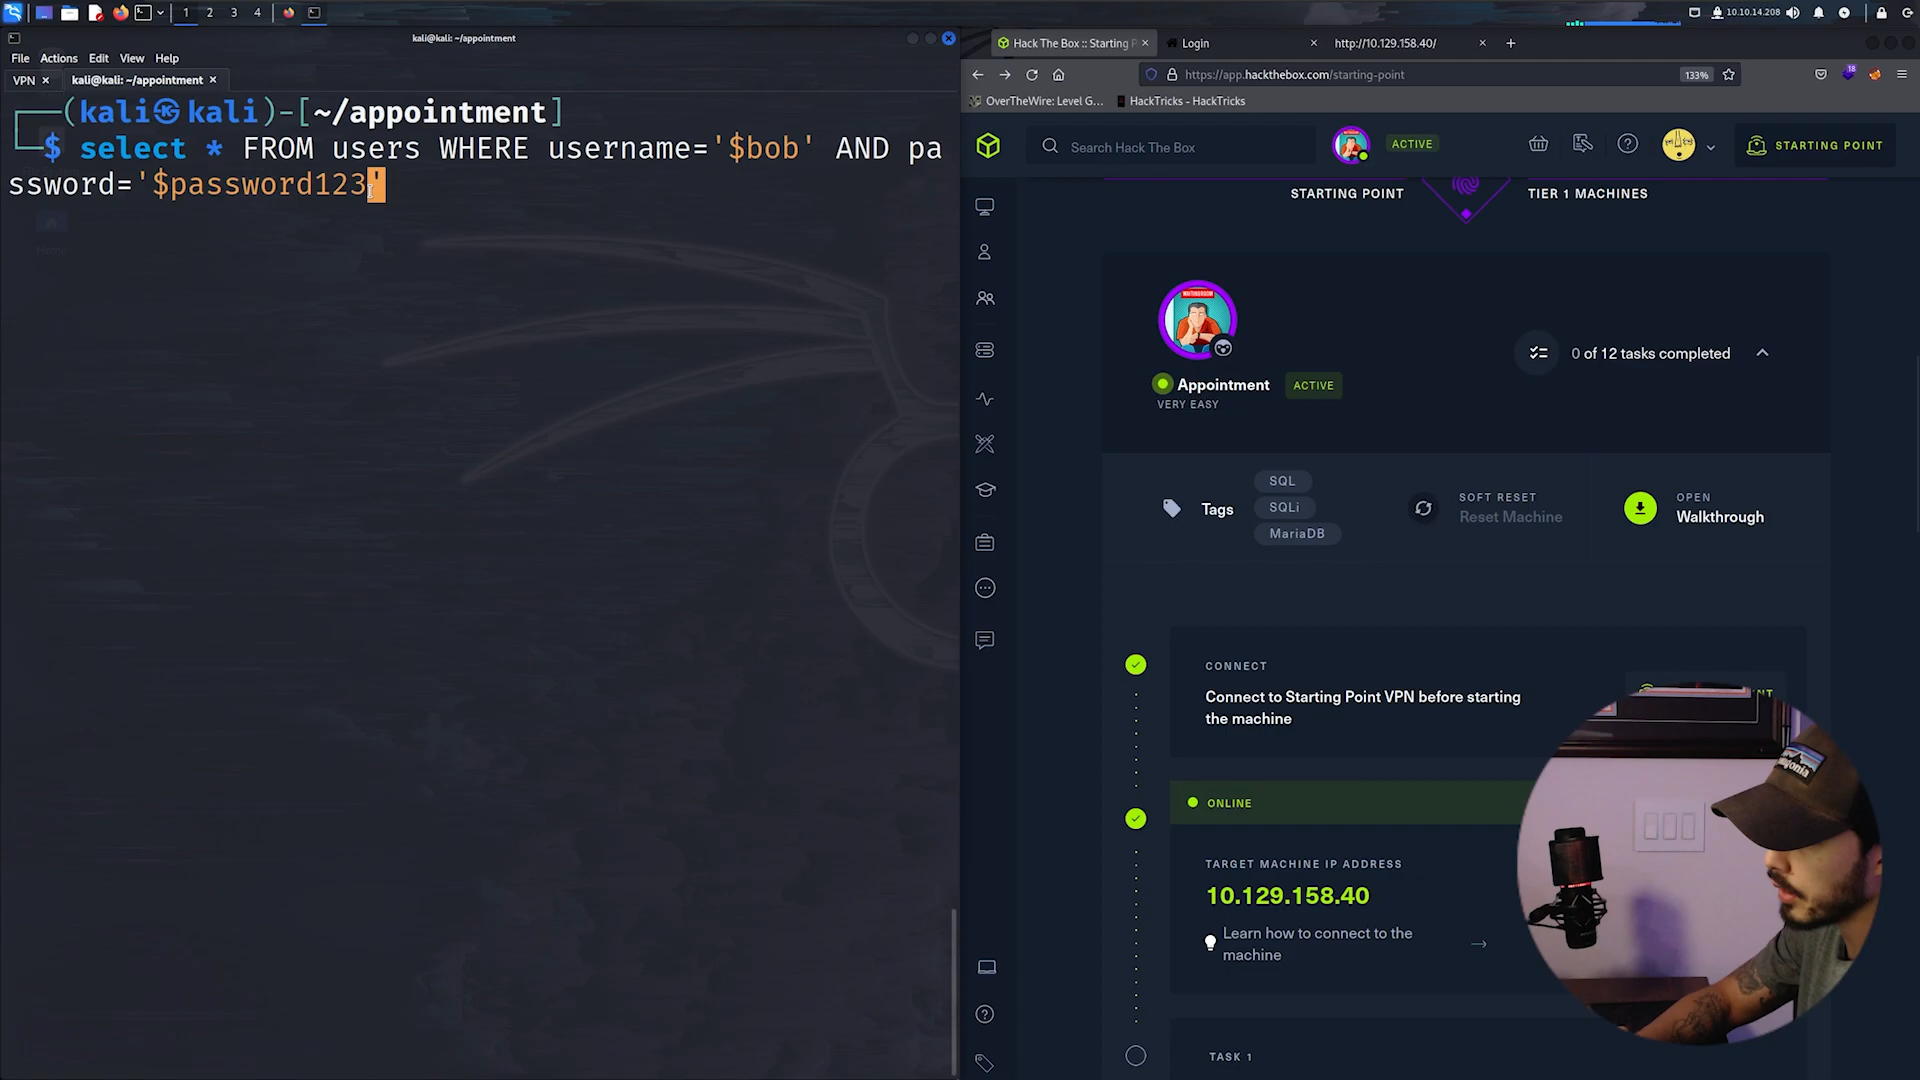 1 2 3 4
10.10.14.208
kali@kali: ~/appointment
File Actions Edit View Help
VPN
kali@kali: ~/appointment
(kali㉿kali)-[~/appointment]
$ select * FROM users WHERE username='$bob' AND pa
ssword='$password123'
Home
Hack The Box :: Starting P
Login
http://10.129.158.40/
https://app.hackthebox.com/starting-point
133%
18
OverTheWire: Level G...
HackTricks - HackTricks
Search Hack The Box
ACTIVE
STARTING POINT
STARTING POINT
TIER 1 MACHINES
0 of 12 tasks completed
Appointment
ACTIVE
VERY EASY
Tags
SQL
SQLi
MariaDB
SOFT RESET
Reset Machine
OPEN
Walkthrough
CONNECT
Connect to Starting Point VPN before starting
the machine
ONLINE
TARGET MACHINE IP ADDRESS
10.129.158.40
Learn how to connect to the
machine
TASK 1
patagonia